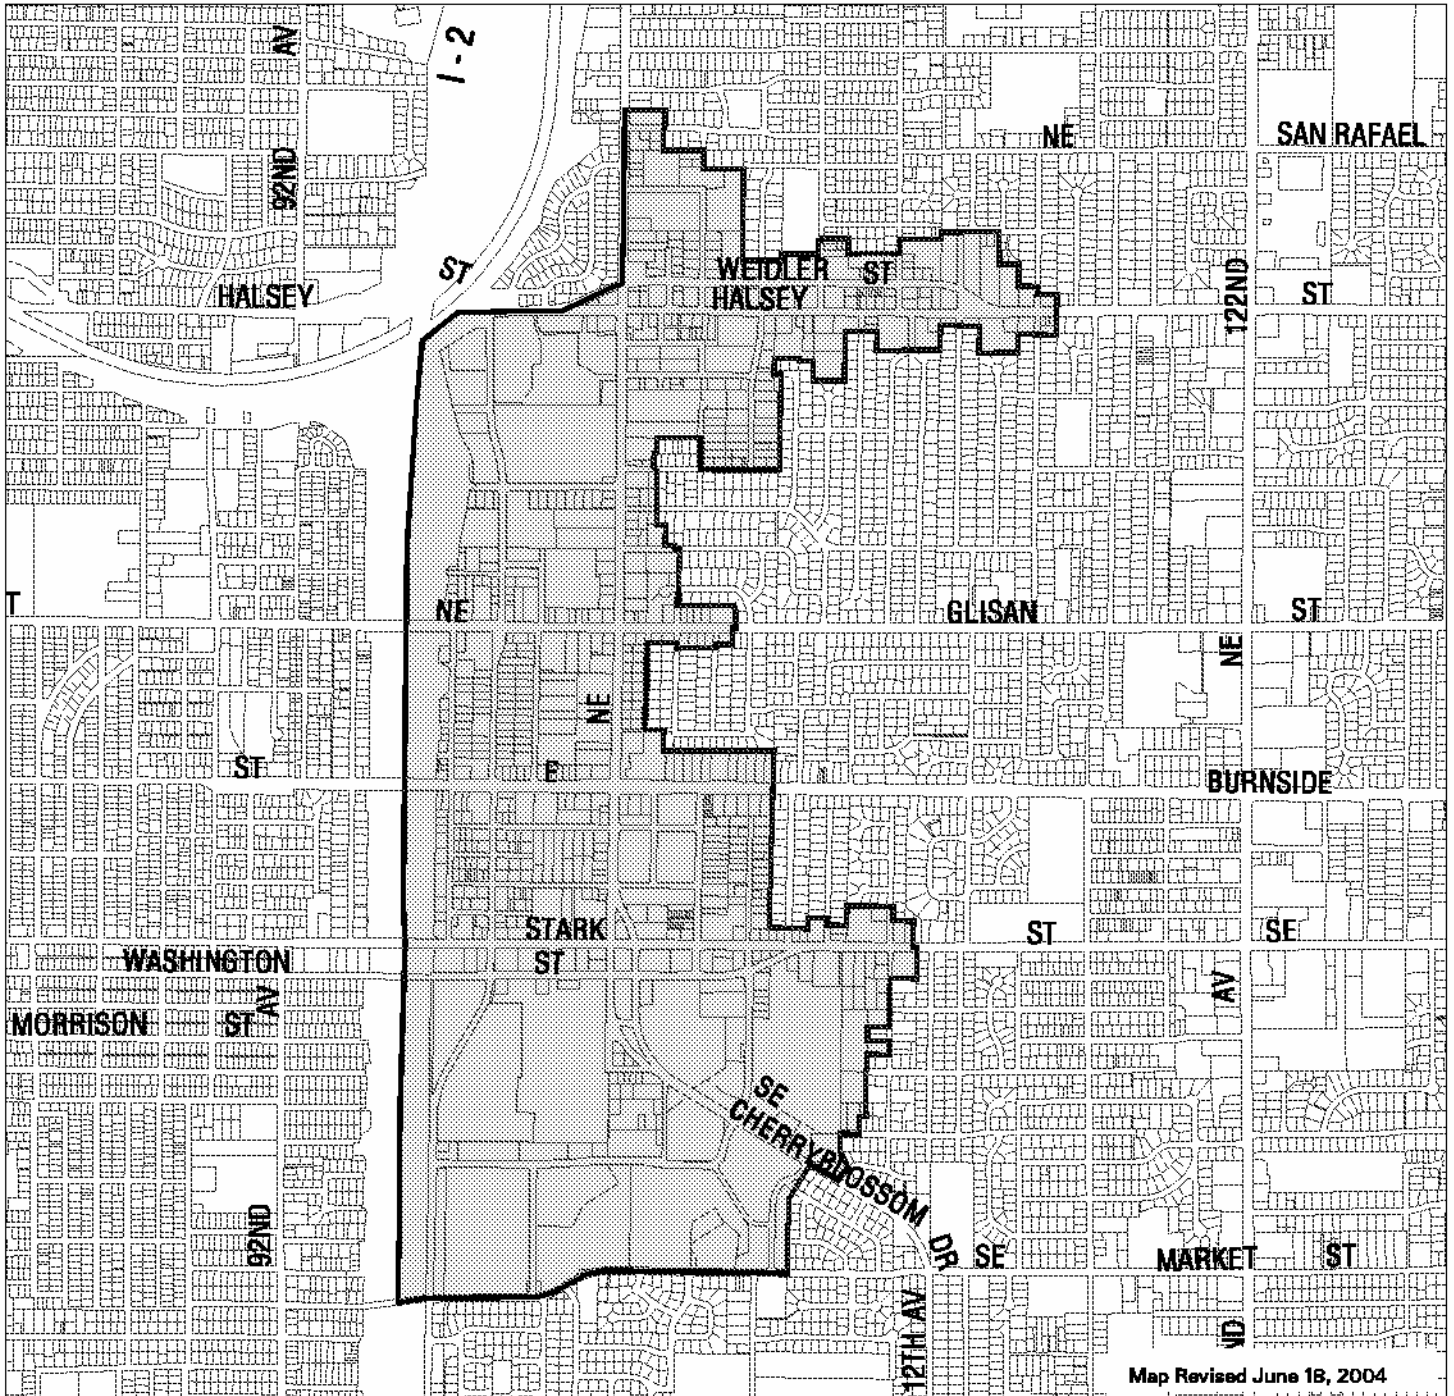 AV
I-2
NE
SAN RAFAEL
92ND
ST
WEIDLER
ST
HALSEY
HALSEY
122ND
ST
T
NE
GLISAN
ST
NE
NE
ST
E
BURNSIDE
STARK
ST
SE
WASHINGTON
ST
AV
AV
MORRISON
ST
SE
CHERRYBLOSSOM
DR
92ND
SE
MARKET
ST
12TH AV
ND
Map Revised June 18, 2004